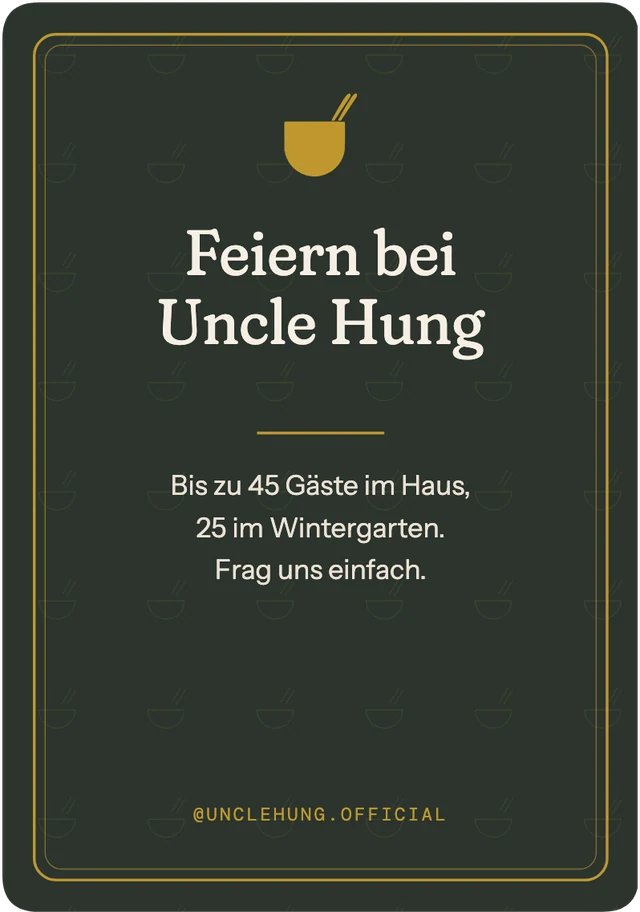 Feiern bei
Uncle Hung
Bis zu 45 Gäste im Haus,
25 im Wintergarten.
Frag uns einfach.
@UNCLEHUNG.OFFICIAL